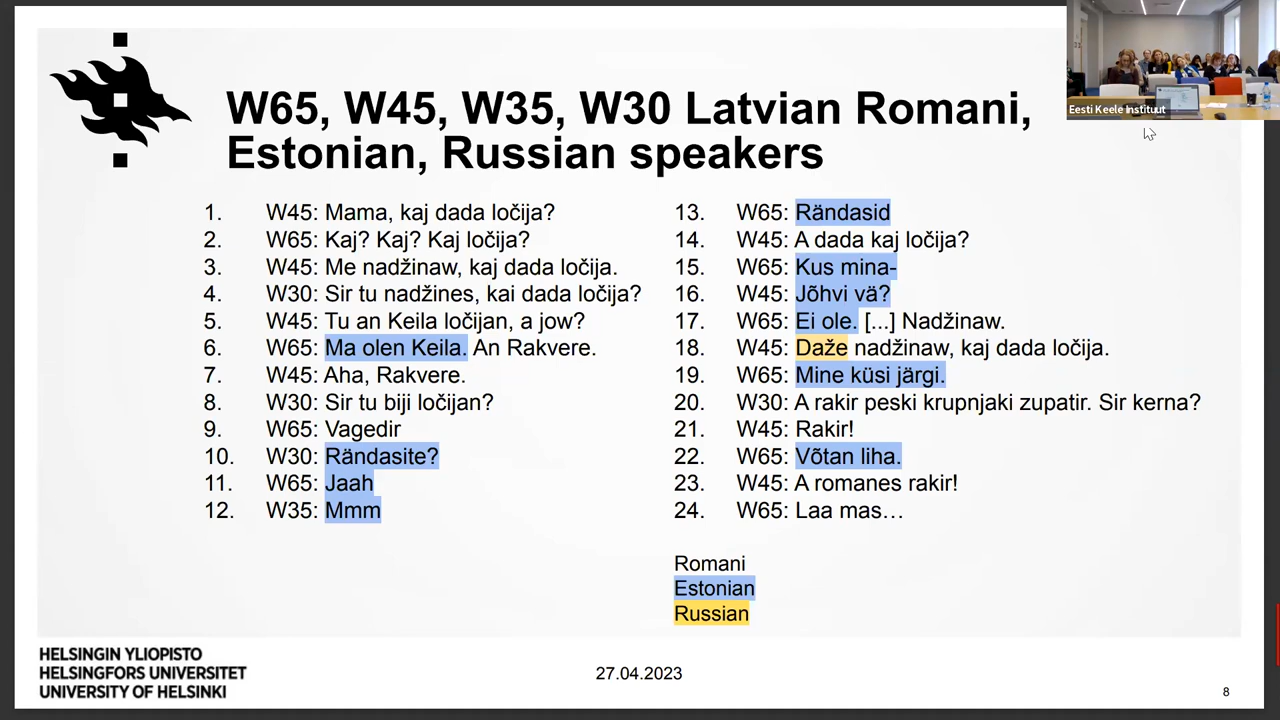 Eesti Keele Instituut
W65, W45, W35, W30 Latvian Romani,
Estonian, Russian speakers
1. W45: Mama, kaj dada ločija?
2. W65: Kaj? Kaj? Kaj ločija?
3. W45: Me nadžinaw, kaj dada ločija.
4. W30: Sir tu nadžines, kai dada ločija?
5. W45: Tu an Keila ločijan, a jow?
6. W65: Ma olen Keila. An Rakvere.
7. W45: Aha, Rakvere.
8. W30: Sir tu biji ločijan?
9. W65: Vagedir
10. W30: Rändasite?
11. W65: Jaah
12. W35: Mmm
13. W65: Rändasid
14. W45: A dada kaj ločija?
15. W65: Kus mina-
16. W45: Jõhvi vä?
17. W65: Ei ole. [...] Nadžinaw.
18. W45: Daže nadžinaw, kaj dada ločija.
19. W65: Mine küsi järgi.
20. W30: A rakir peski krupnjaki zupatir. Sir kerna?
21. W45: Rakir!
22. W65: Võtan liha.
23. W45: A romanes rakir!
24. W65: Laa mas…
Romani
Estonian
Russian
HELSINGIN YLIOPISTO
HELSINGFORS UNIVERSITET
UNIVERSITY OF HELSINKI
27.04.2023
8